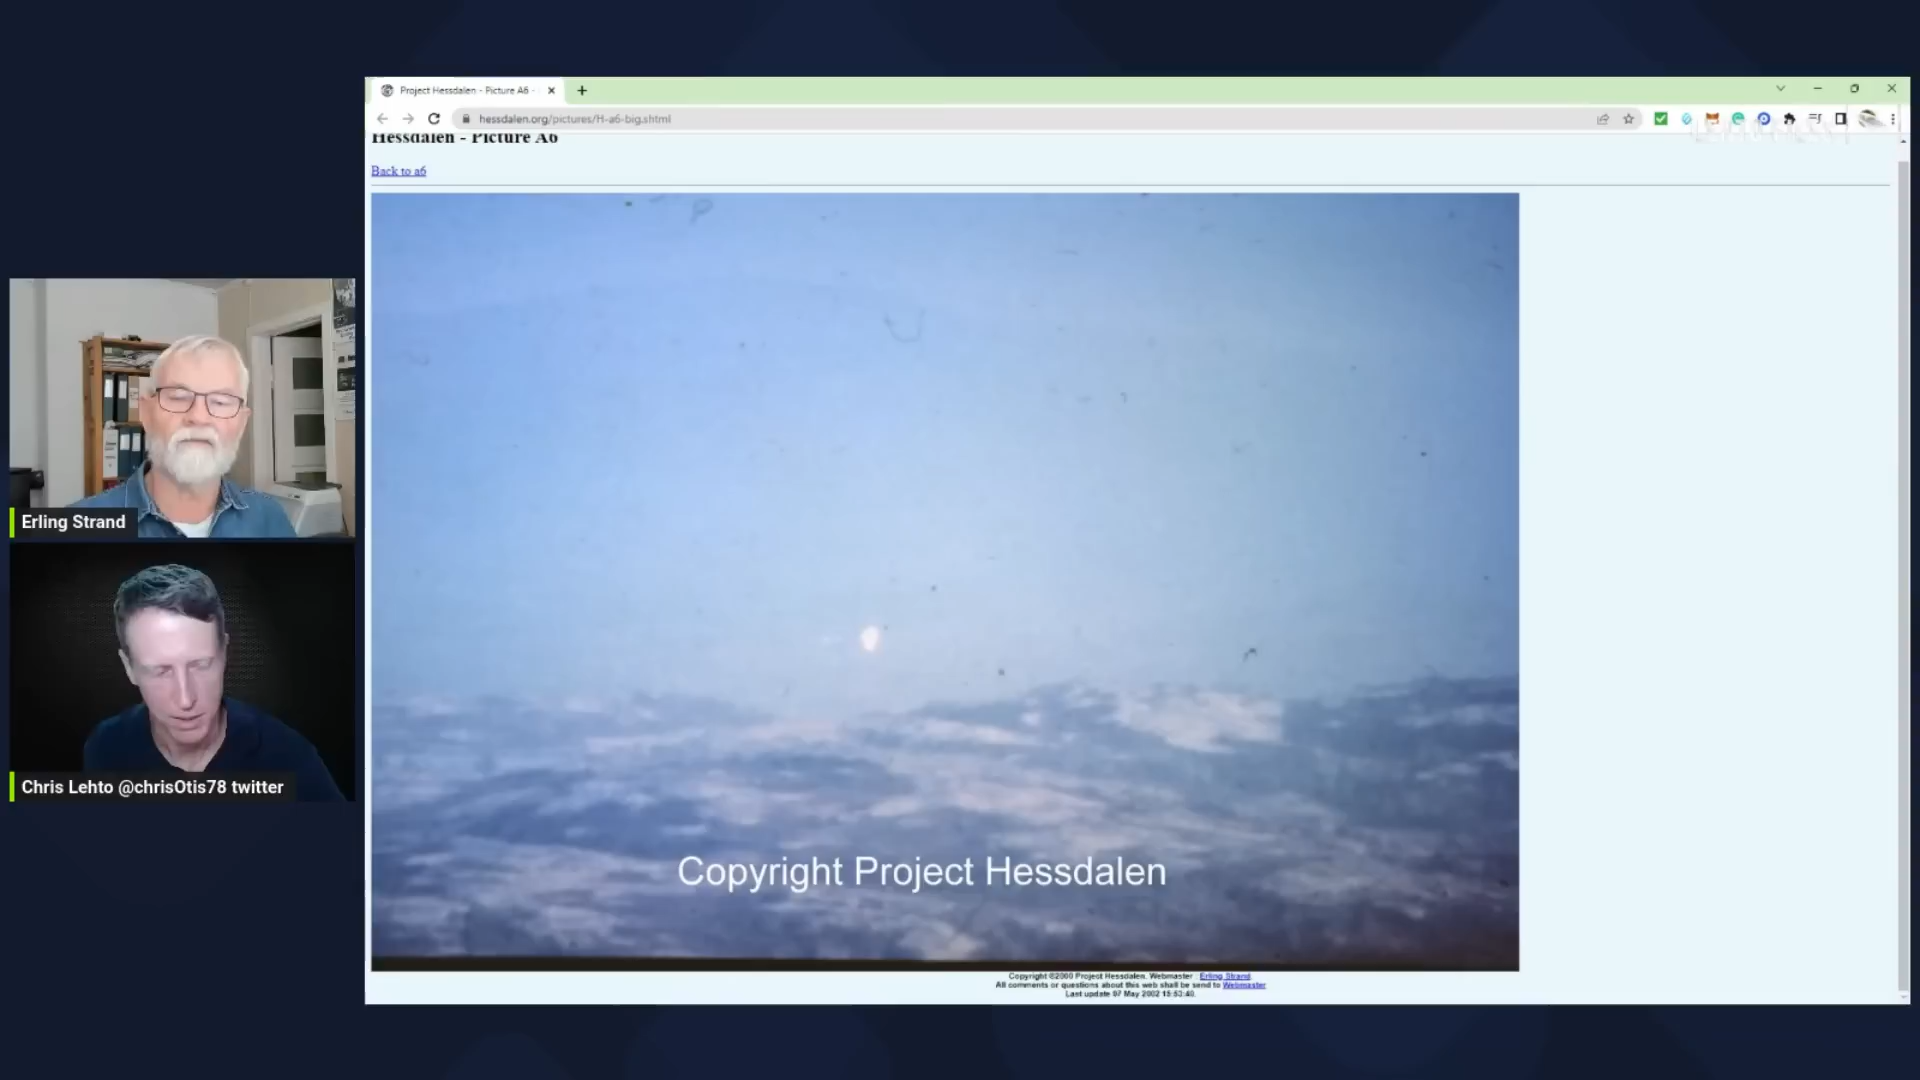 Project Hessdalen - Picture A6 -
hessdalen.org/pictures/H-a6-big.shtml
Hessdalen - Picture A6
Back to a6
Erling Strand
Chris Lehto @chrisOtis78 twitter
Copyright Project Hessdalen
Copyright ©2000 Project Hessdalen. Webmaster : Erling Strand.
All comments or questions about this web shall be send to Webmaster
Last update 07 May 2002 15:53:40.